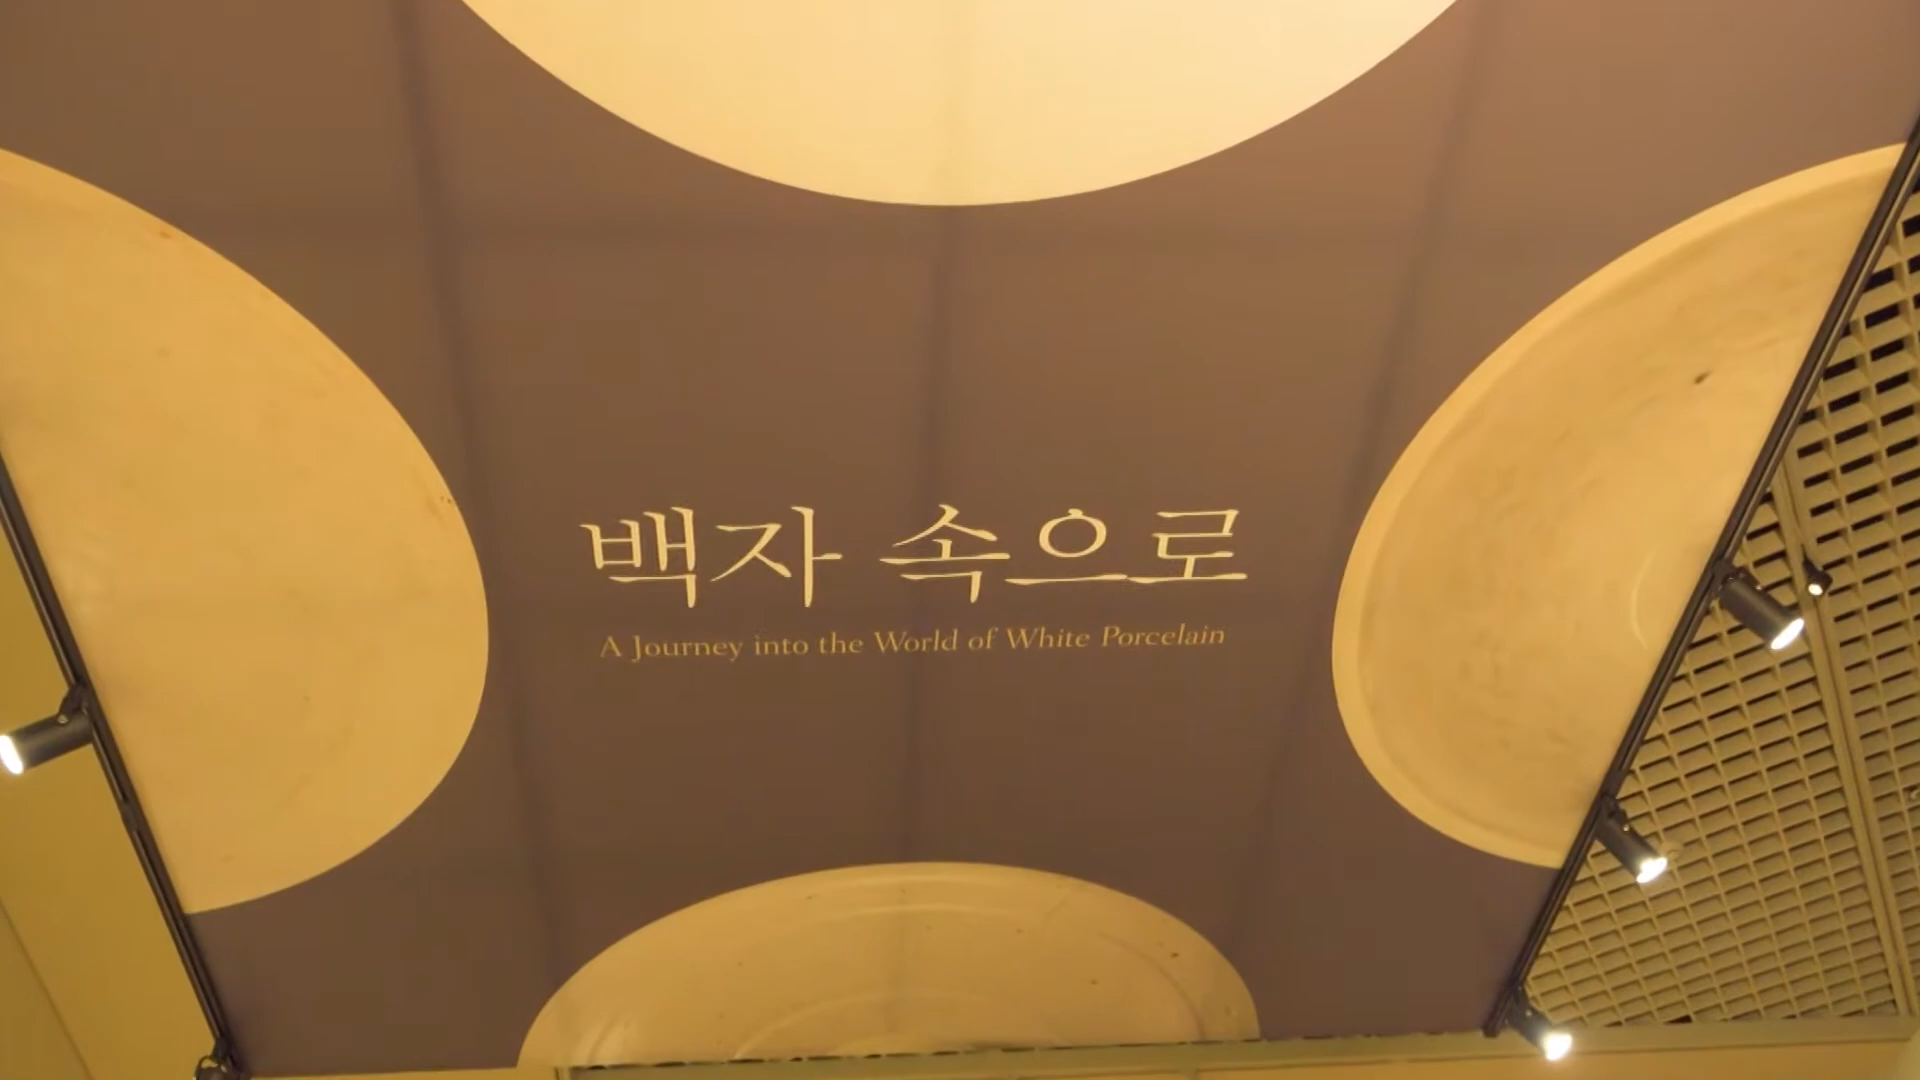 백자 속으로
A Journey into the World of White Porcelain